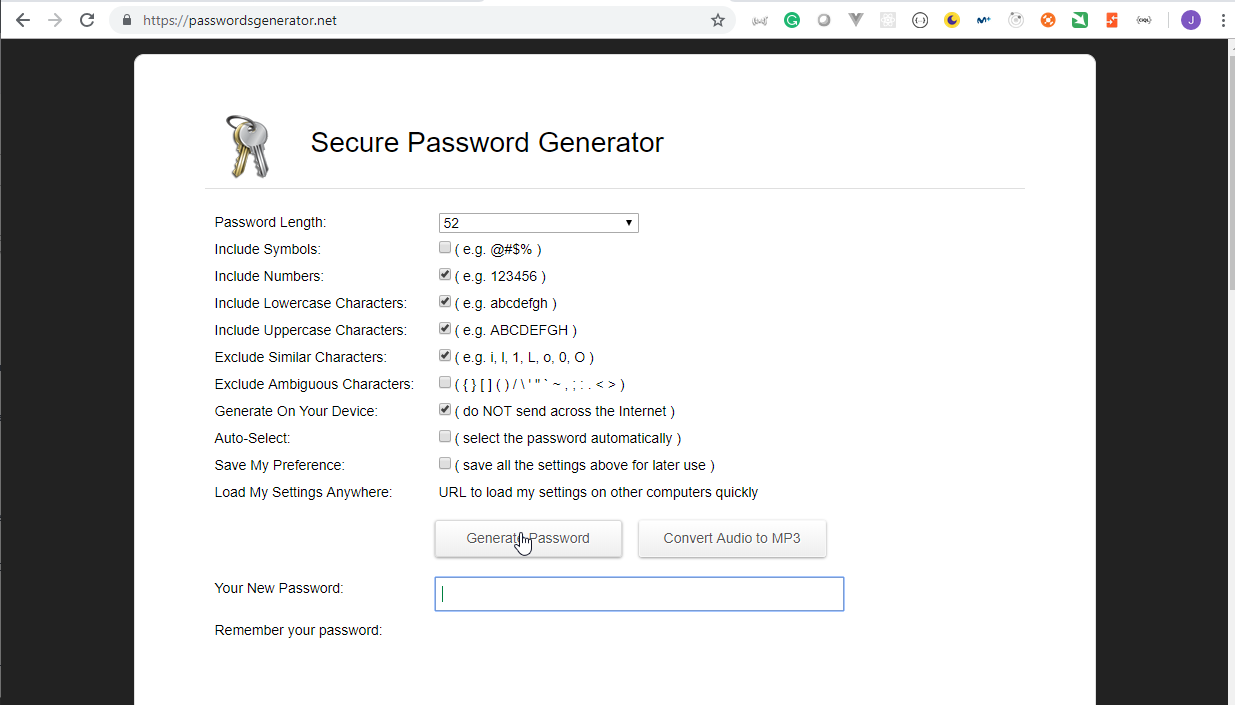 https://passwordsgenerator.net
J
Secure Password Generator
Password Length: 52
Include Symbols: ( e.g. @#$% )
Include Numbers: ( e.g. 123456 )
Include Lowercase Characters: ( e.g. abcdefgh )
Include Uppercase Characters: ( e.g. ABCDEFGH )
Exclude Similar Characters: ( e.g. i, l, 1, L, o, 0, O )
Exclude Ambiguous Characters: ( { } [ ] ( ) / \ ' " ` ~ , ; : . < > )
Generate On Your Device: ( do NOT send across the Internet )
Auto-Select: ( select the password automatically )
Save My Preference: ( save all the settings above for later use )
Load My Settings Anywhere: URL to load my settings on other computers quickly
Generate Password Convert Audio to MP3
Your New Password:
Remember your password: